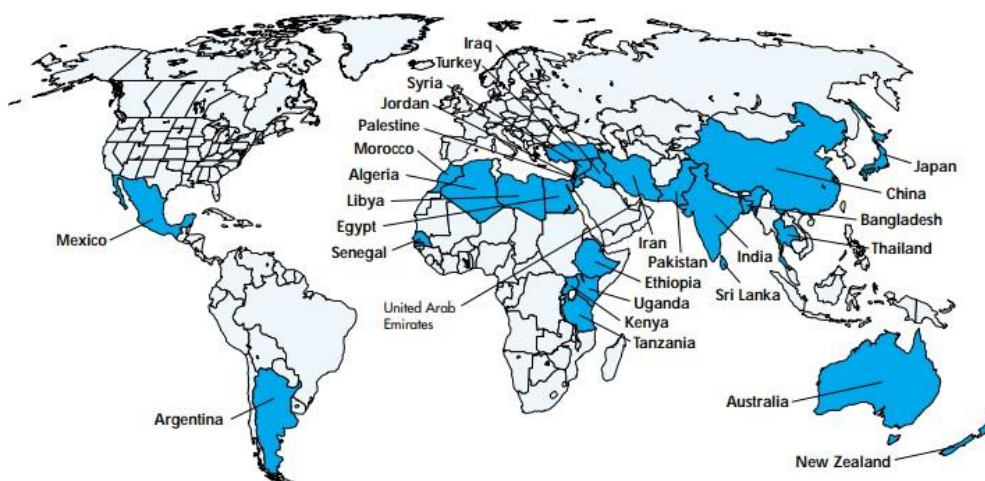 Iraq
Turkey
Syria
Jordan
Palestine
Morocco
Algeria
Libya
Egypt
Senegal
Mexico
United Arab
Emirates
Argentina
Iran
Pakistan
Ethiopia
Uganda
Kenya
Tanzania
Japan
China
Bangladesh
India
Thailand
Sri Lanka
Australia
New Zealand